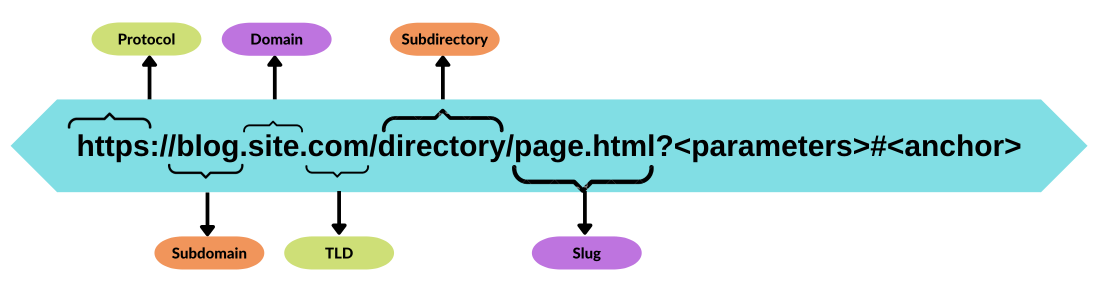 Protocol Domain Subdirectory
https://blog.site.com/directory/page.html?<parameters>#<anchor>
Subdomain TLD Slug